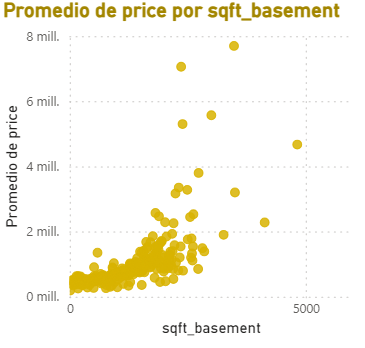 Promedio de price por sqft_basement
8 mill.
6 mill.
4 mill.
2 mill.
0 mill.
Promedio de price
0
5000
sqft_basement